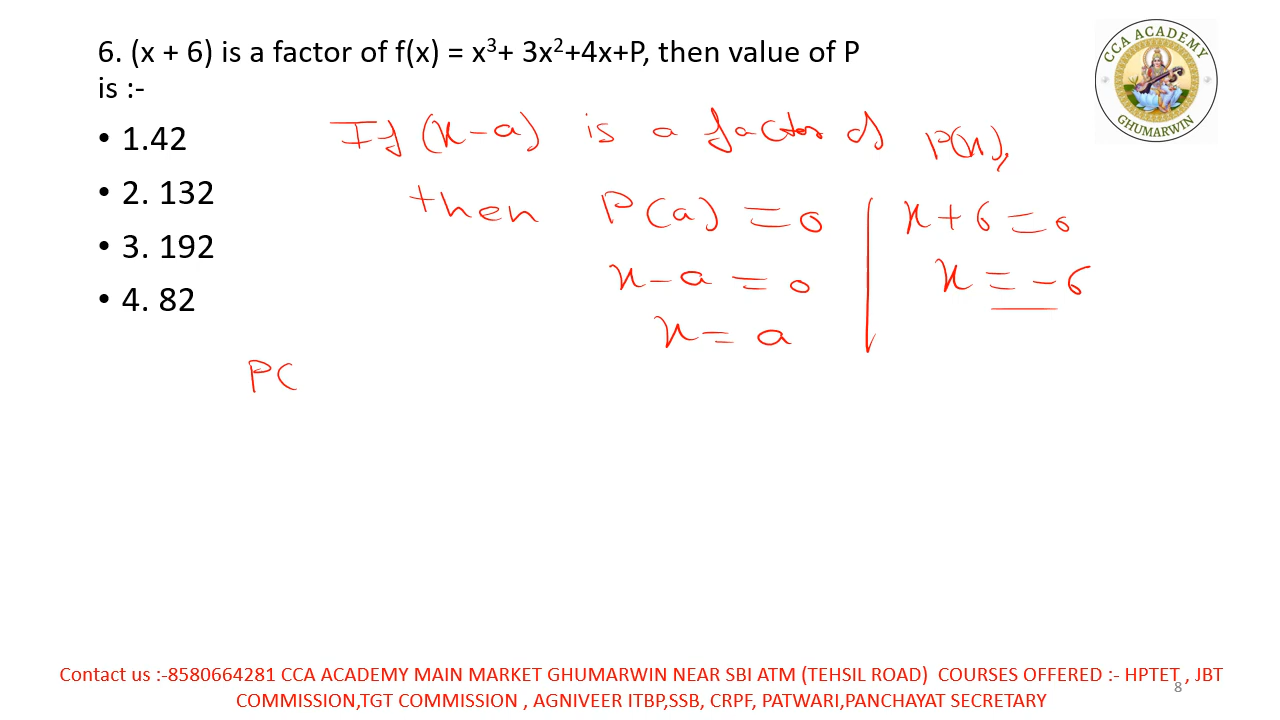 6. (x + 6) is a factor of f(x) = x³+ 3x²+4x+P, then value of P
is :-
• 1.42
• 2. 132
• 3. 192
• 4. 82
If (x-a) is a factor of P(x),
then P(a) = 0
x - a = 0
x = a
x + 6 = 0
x = -6
P(
CCA ACADEMY
GHUMARWIN
Contact us :-8580664281 CCA ACADEMY MAIN MARKET GHUMARWIN NEAR SBI ATM (TEHSIL ROAD) COURSES OFFERED :- HPTET , JBT
COMMISSION,TGT COMMISSION , AGNIVEER ITBP,SSB, CRPF, PATWARI,PANCHAYAT SECRETARY
8